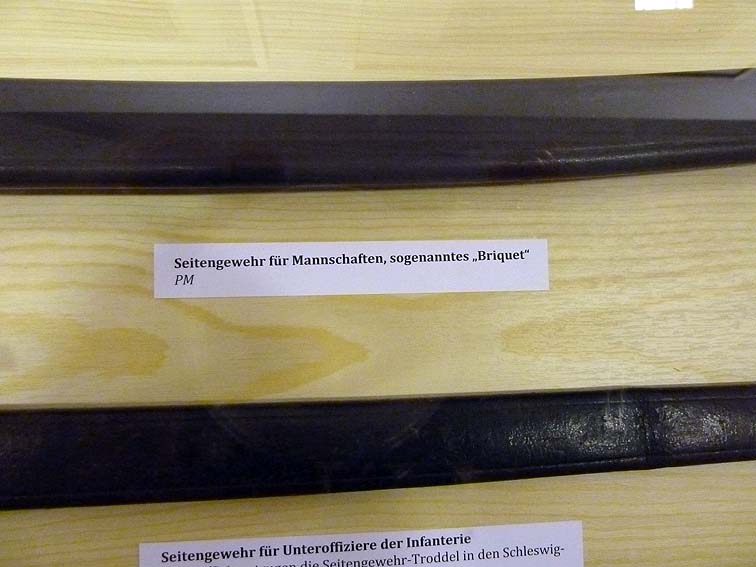 Seitengewehr für Mannschaften, sogenanntes „Briquet“
PM
Seitengewehr für Unteroffiziere der Infanterie
die Seitengewehr-Troddel in den Schleswig-